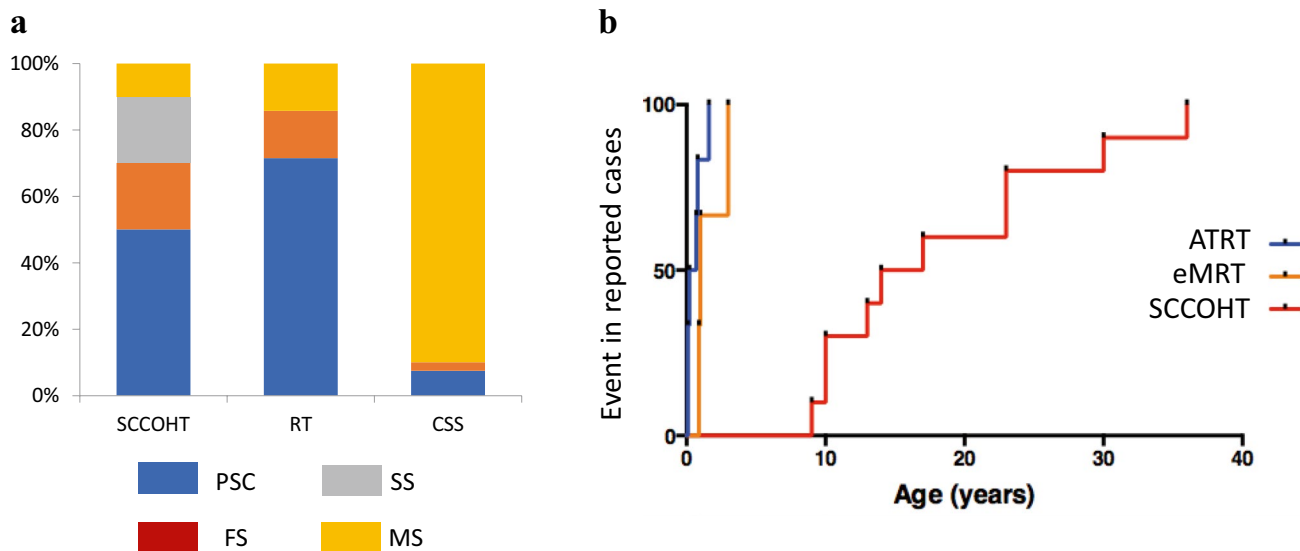 a
100%
80%
60%
40%
20%
0%
SCCOHT RT CSS
PSC SS
FS MS
b
Event in reported cases
100
50
0
0 10 20 30 40
Age (years)
ATRT
eMRT
SCCOHT